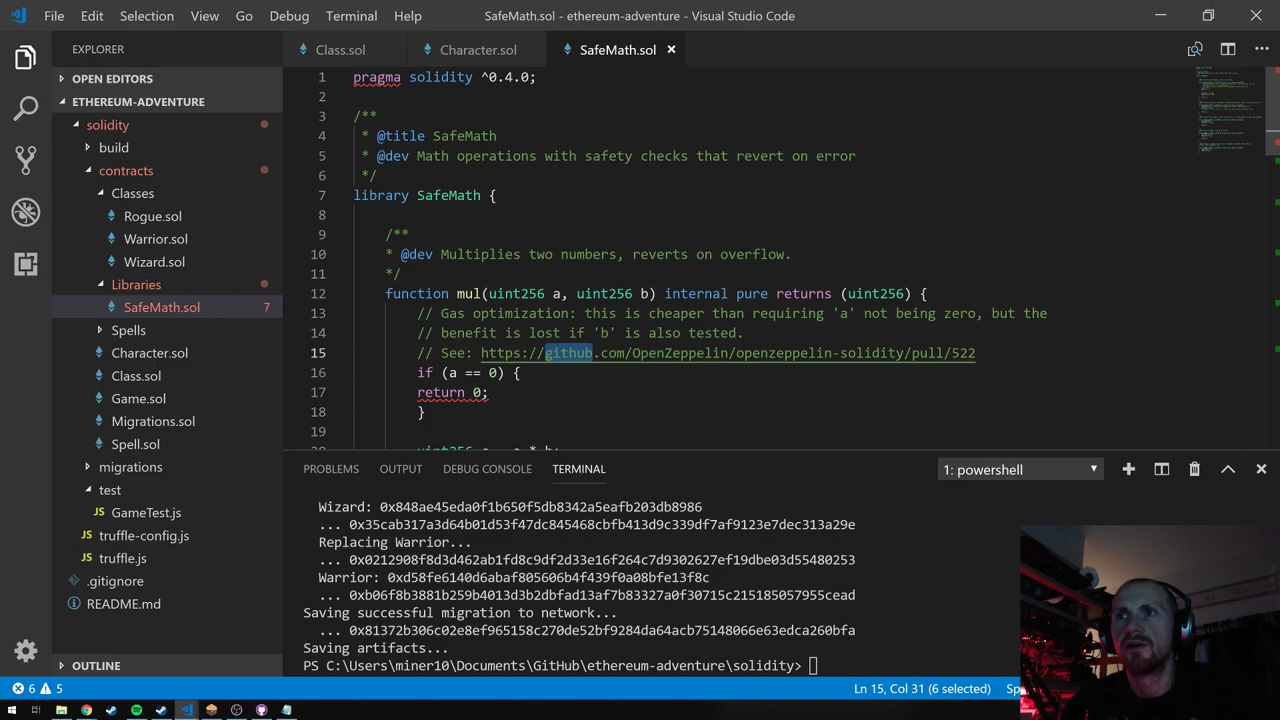 File Edit Selection View Go Debug Terminal Help
SafeMath.sol - ethereum-adventure - Visual Studio Code
EXPLORER
OPEN EDITORS
ETHEREUM-ADVENTURE
solidity
build
contracts
Classes
Rogue.sol
Warrior.sol
Wizard.sol
Libraries
SafeMath.sol 7
Spells
Character.sol
Class.sol
Game.sol
Migrations.sol
Spell.sol
migrations
test
JS GameTest.js
JS truffle-config.js
JS truffle.js
.gitignore
README.md
OUTLINE
Class.sol Character.sol SafeMath.sol
1 pragma solidity ^0.4.0;
2
3 /**
4 * @title SafeMath
5 * @dev Math operations with safety checks that revert on error
6 */
7 library SafeMath {
8
9 /**
10 * @dev Multiplies two numbers, reverts on overflow.
11 */
12 function mul(uint256 a, uint256 b) internal pure returns (uint256) {
13 // Gas optimization: this is cheaper than requiring 'a' not being zero, but the
14 // benefit is lost if 'b' is also tested.
15 // See: https://github.com/OpenZeppelin/openzeppelin-solidity/pull/522
16 if (a == 0) {
17 return 0;
18 }
19
20 uint256 c = a * b;
PROBLEMS OUTPUT DEBUG CONSOLE TERMINAL
1: powershell
Wizard: 0x848ae45eda0f1b650f5db8342a5eafb203db8986
... 0x35cab317a3d64b01d53f47dc845468cbfb413d9c339df7af9123e7dec313a29e
Replacing Warrior...
... 0x0212908f8d3d462ab1fd8c9df2d33e16f264c7d9302627ef19dbe03d55480253
Warrior: 0xd58fe6140d6abaf805606b4f439f0a08bfe13f8c
... 0xb06f8b3881b259b4013d3b2dbfad13af7b83327a0f30715c215185057955cead
Saving successful migration to network...
... 0x81372b306c02e8ef965158c270de52bf9284da64acb75148066e63edca260bfa
Saving artifacts...
PS C:\Users\miner10\Documents\GitHub\ethereum-adventure\solidity>
6 5
Ln 15, Col 31 (6 selected)